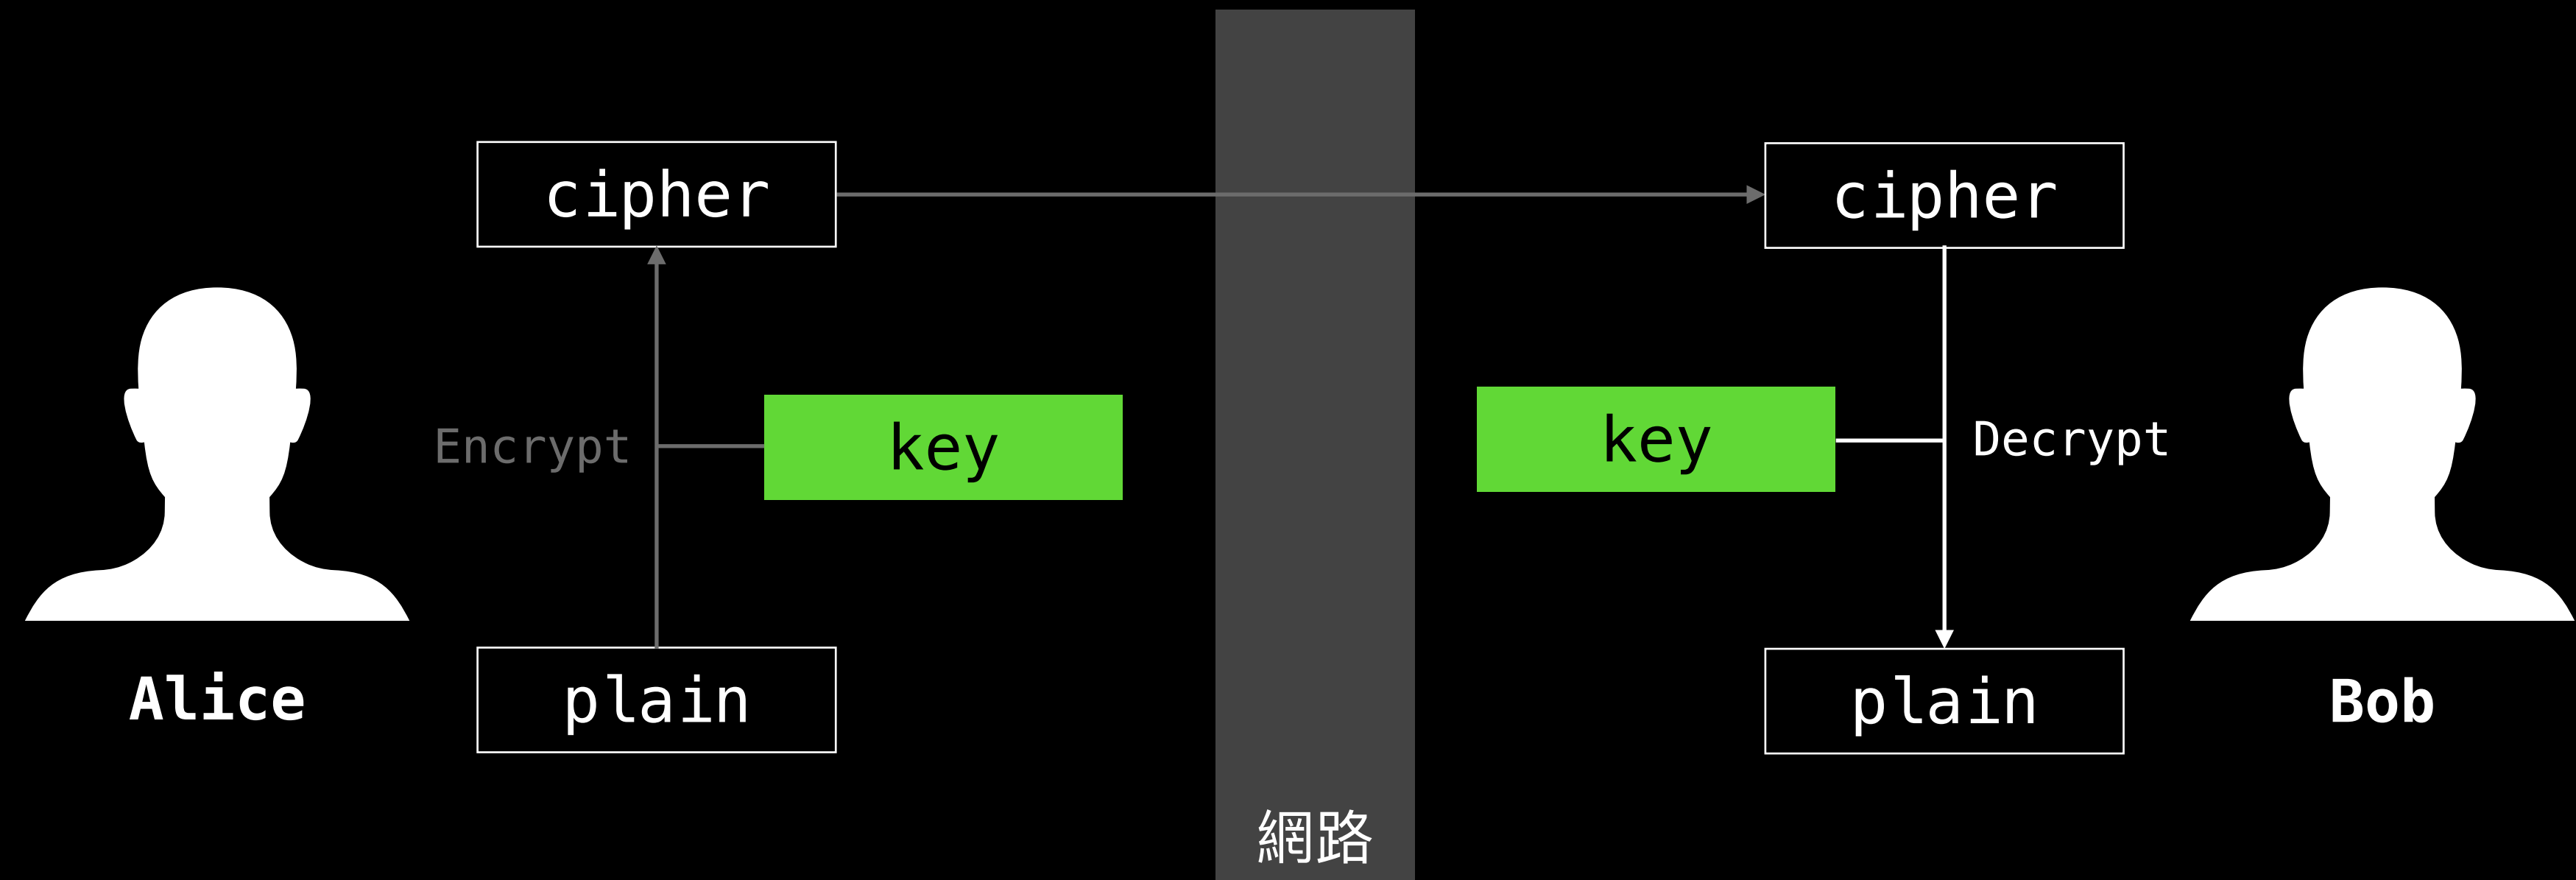 cipher
cipher
Encrypt
key
key
Decrypt
Alice
plain
plain
Bob
網路